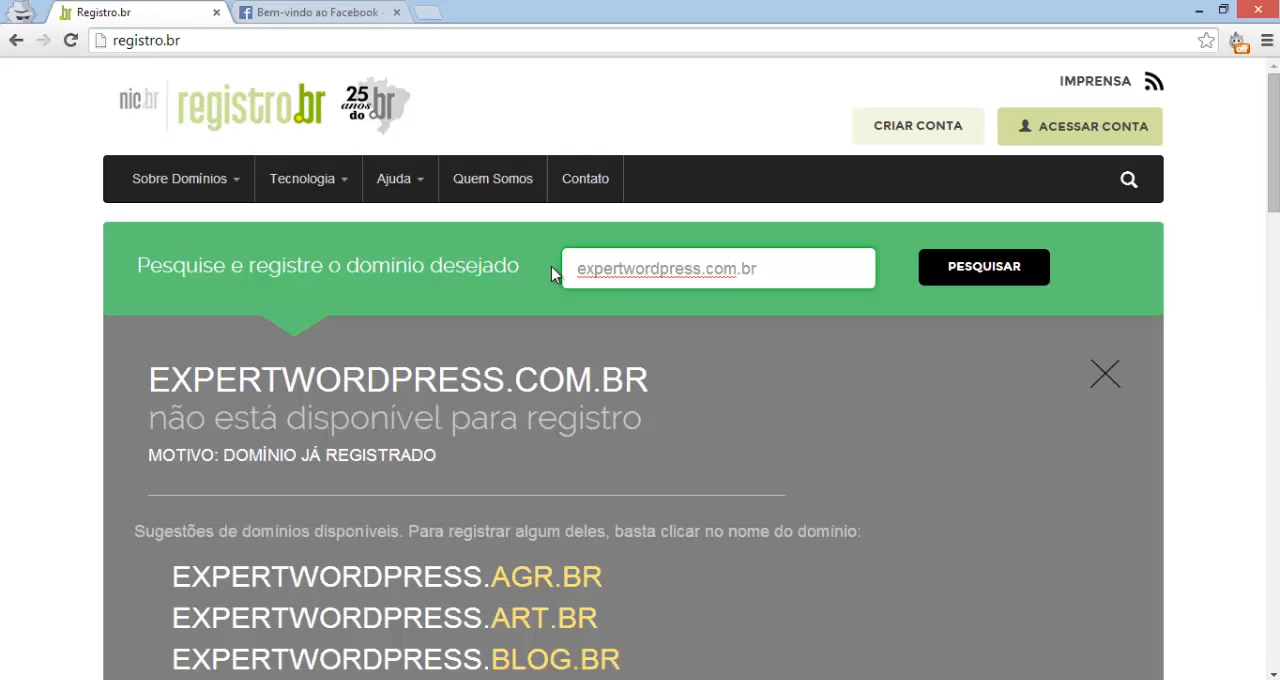 Registro.br
Bem-vindo ao Facebook
registro.br
nic.br registro.br 25 anos do .br
IMPRENSA
CRIAR CONTA
ACESSAR CONTA
Sobre Domínios
Tecnologia
Ajuda
Quem Somos
Contato
Pesquise e registre o domínio desejado
expertwordpress.com.br
PESQUISAR
EXPERTWORDPRESS.COM.BR
não está disponível para registro
MOTIVO: DOMÍNIO JÁ REGISTRADO
Sugestões de domínios disponíveis. Para registrar algum deles, basta clicar no nome do domínio:
EXPERTWORDPRESS.AGR.BR
EXPERTWORDPRESS.ART.BR
EXPERTWORDPRESS.BLOG.BR
off